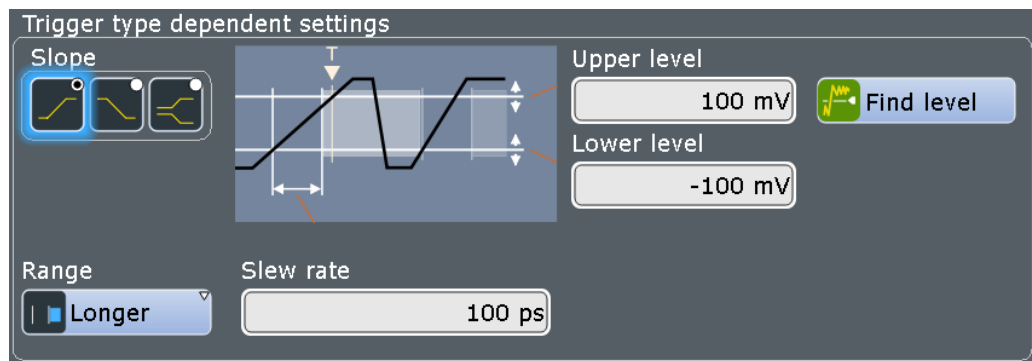 Trigger type dependent settings
Slope
T
Upper level
100 mV
Find level
Lower level
-100 mV
Range
Slew rate
Longer
100 ps